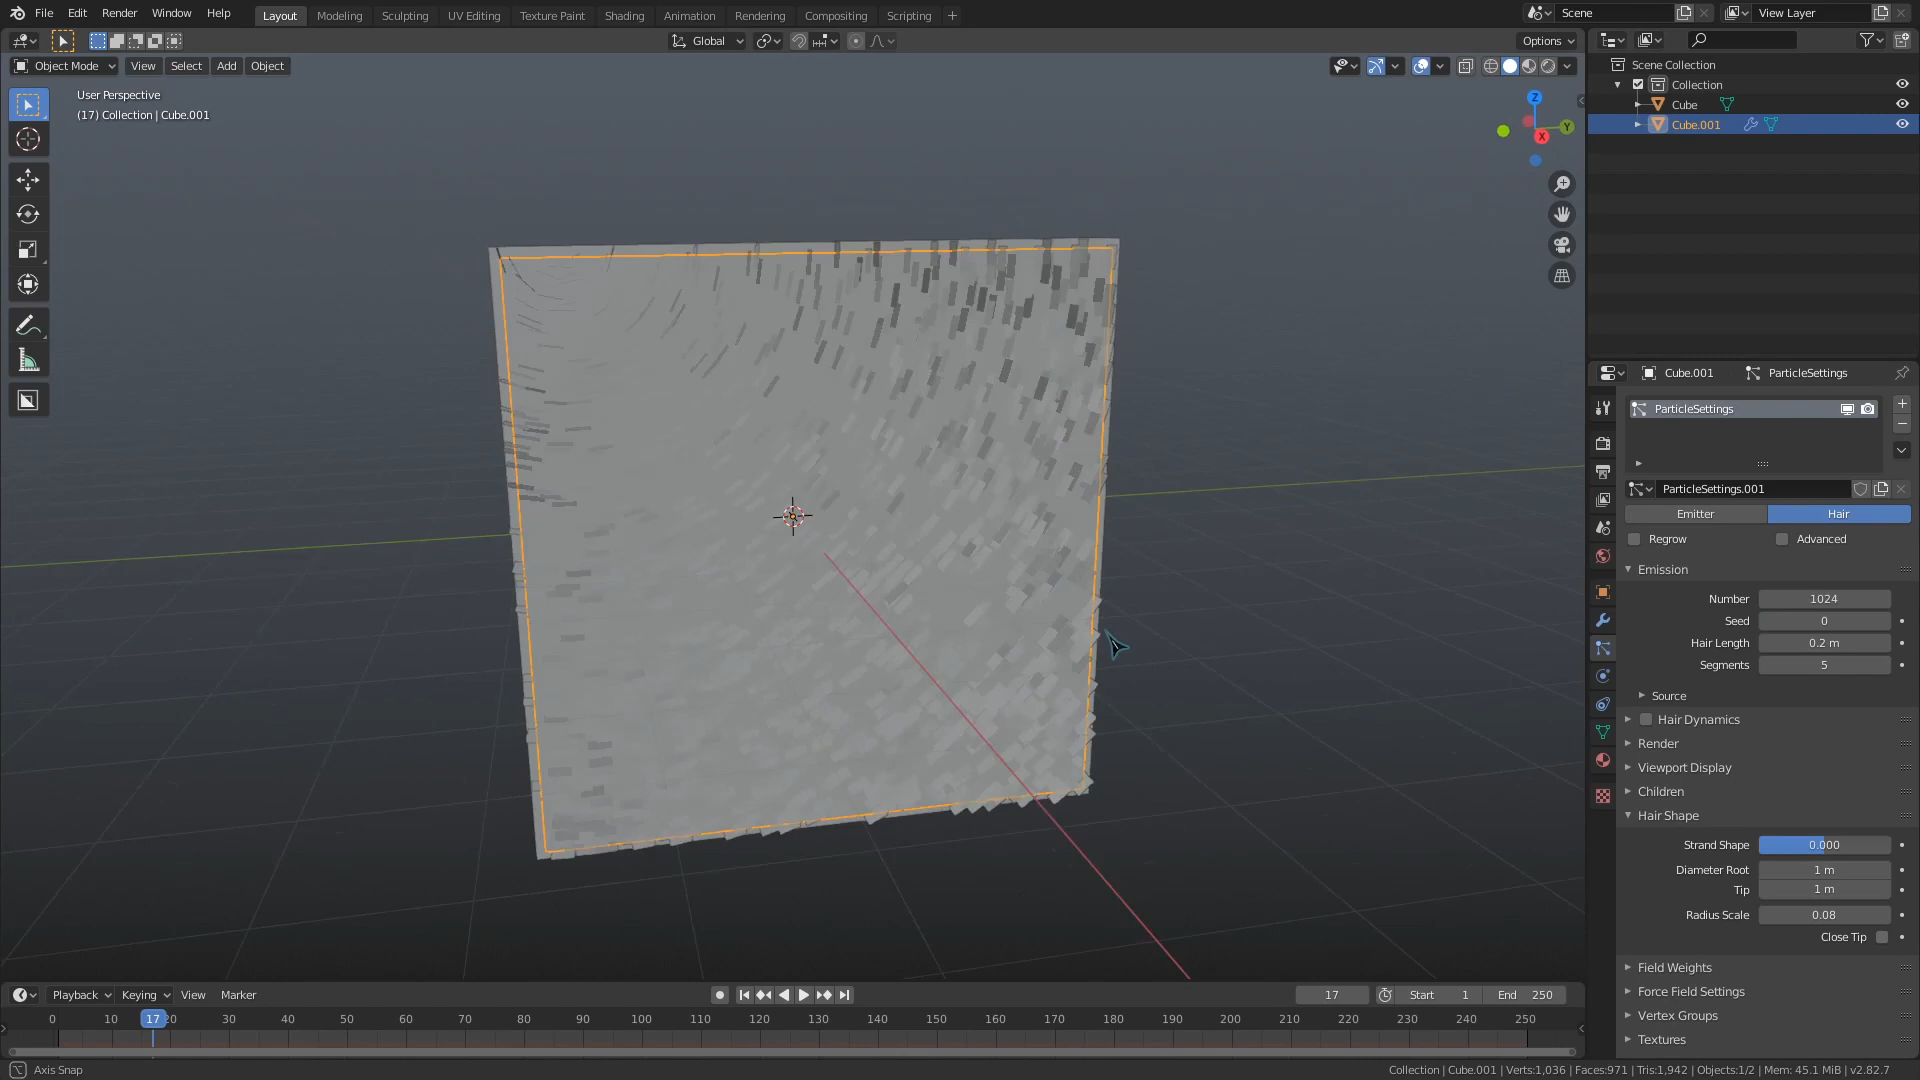 File Edit Render Window Help Layout Modeling Sculpting UV Editing Texture Paint Shading Animation Rendering Compositing Scripting + Scene View Layer
Global Options
Object Mode View Select Add Object
User Perspective
(17) Collection | Cube.001
Z
Y
X
Scene Collection
Collection
Cube
Cube.001
Cube.001 ParticleSettings
ParticleSettings
ParticleSettings.001
Emitter Hair
Regrow Advanced
Emission
Number 1024
Seed 0
Hair Length 0.2 m
Segments 5
Source
Hair Dynamics
Render
Viewport Display
Children
Hair Shape
Strand Shape 0.000
Diameter Root 1 m
Tip 1 m
Radius Scale 0.08
Close Tip
Field Weights
Force Field Settings
Vertex Groups
Textures
Playback Keying View Marker 17 Start 1 End 250
0 10 17 20 30 40 50 60 70 80 90 100 110 120 130 140 150 160 170 180 190 200 210 220 230 240 250
Axis Snap Collection | Cube.001 | Verts:1,036 | Faces:971 | Tris:1,942 | Objects:1/2 | Mem: 45.1 MiB | v2.82.7